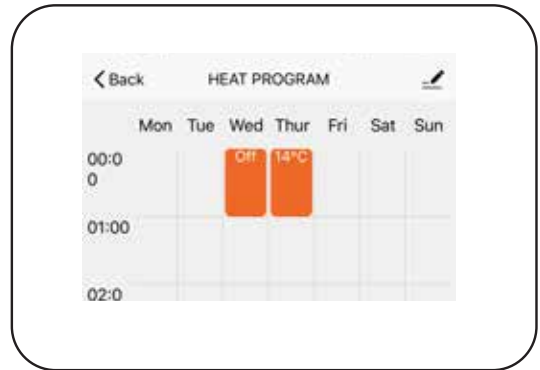 Back HEAT PROGRAM
Mon Tue Wed Thur Fri Sat Sun
00:0
0
Off 14°C
01:00
02:0